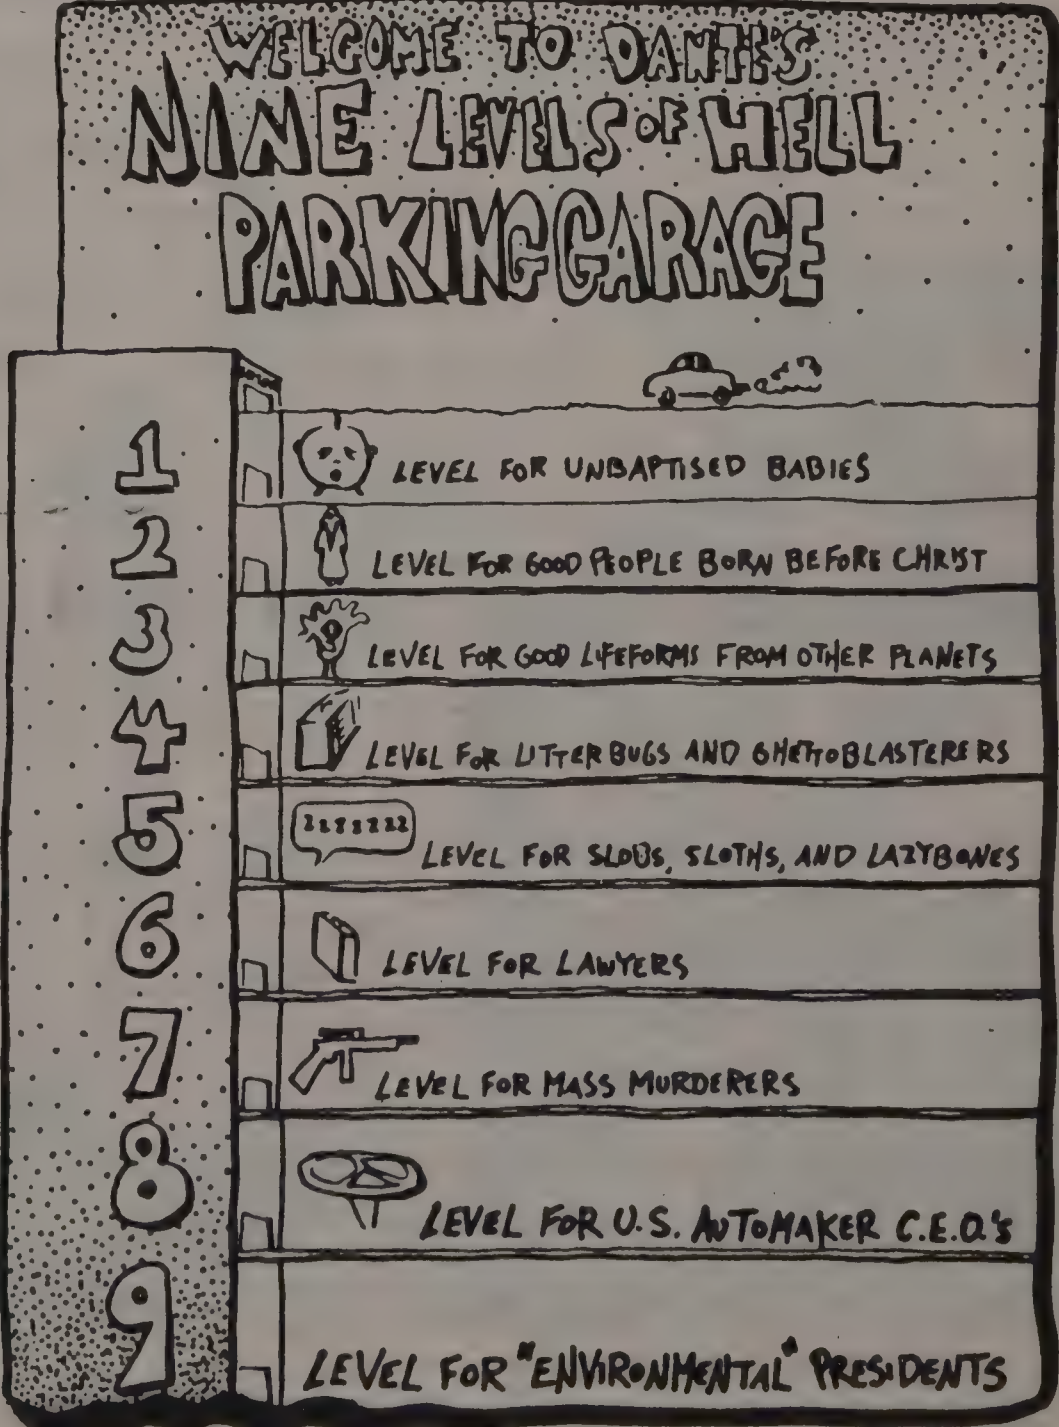 WELCOME TO DANTE'S
NINE LEVELS OF HELL
PARKING GARAGE
1 LEVEL FOR UNBAPTISED BABIES
2 LEVEL FOR GOOD PEOPLE BORN BEFORE CHRIST
3 LEVEL FOR GOOD LIFEFORMS FROM OTHER PLANETS
4 LEVEL FOR LITTERBUGS AND GHETTOBLASTERERS
5 ZZZZZZZ LEVEL FOR SLOBS, SLOTHS, AND LAZYBONES
6 LEVEL FOR LAWYERS
7 LEVEL FOR MASS MURDERERS
8 LEVEL FOR U.S. AUTOMAKER C.E.O.'s
9 LEVEL FOR "ENVIRONMENTAL" PRESIDENTS